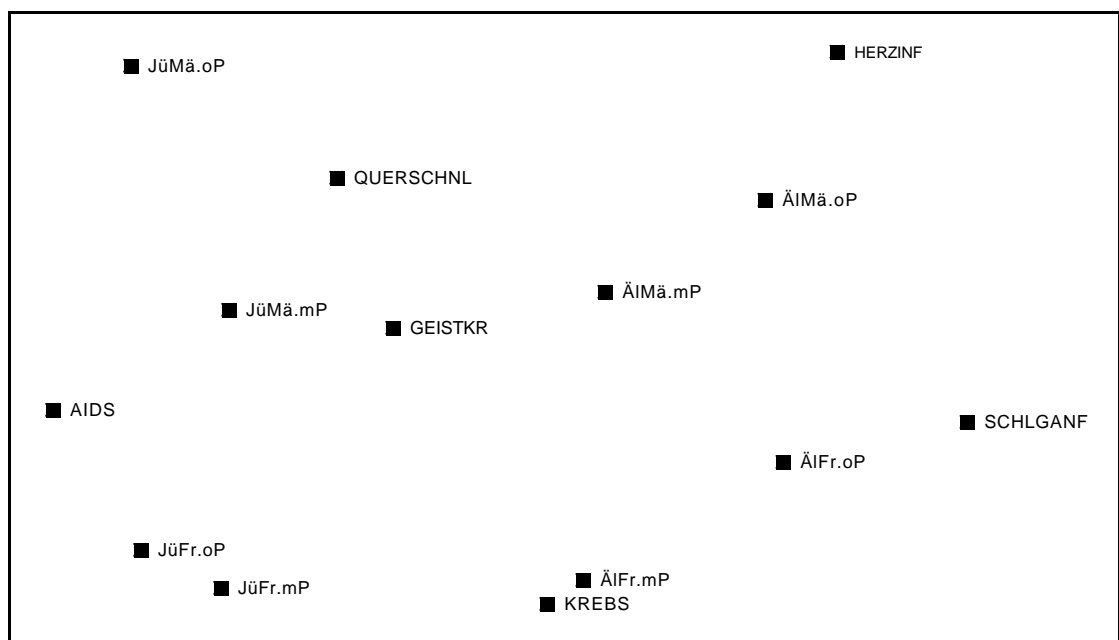 HERZINF
JüMä.oP
QUERSCHNL
ÄlMä.oP
ÄlMä.mP
JüMä.mP
GEISTKR
AIDS
SCHLGANF
ÄlFr.oP
JüFr.oP
ÄlFr.mP
JüFr.mP
KREBS